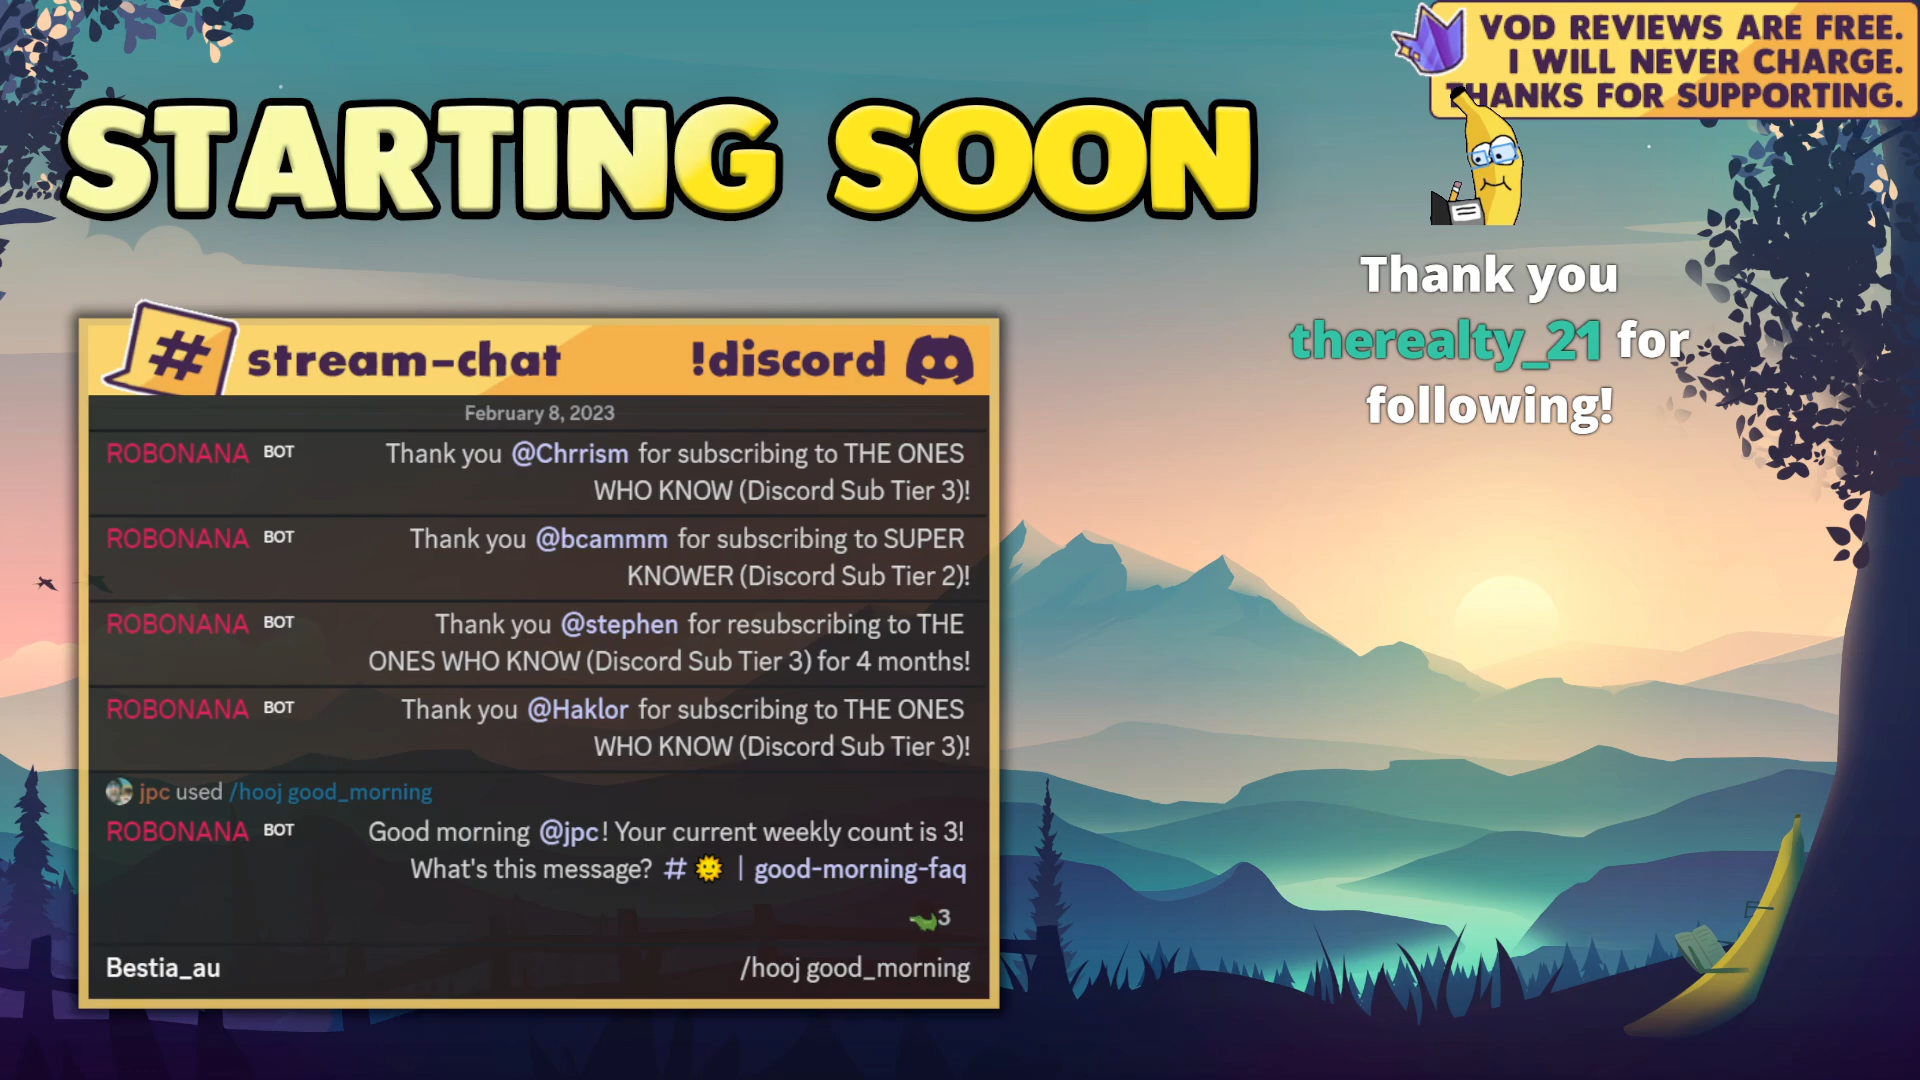 VOD REVIEWS ARE FREE.
I WILL NEVER CHARGE.
THANKS FOR SUPPORTING.
STARTING SOON
Thank you
therealty_21 for
following!
# stream-chat !discord
February 8, 2023
ROBONANA BOT Thank you @Chrrism for subscribing to THE ONES
WHO KNOW (Discord Sub Tier 3)!
ROBONANA BOT Thank you @bcammm for subscribing to SUPER
KNOWER (Discord Sub Tier 2)!
ROBONANA BOT Thank you @stephen for resubscribing to THE
ONES WHO KNOW (Discord Sub Tier 3) for 4 months!
ROBONANA BOT Thank you @Haklor for subscribing to THE ONES
WHO KNOW (Discord Sub Tier 3)!
jpc used /hooj good_morning
ROBONANA BOT Good morning @jpc! Your current weekly count is 3!
What's this message? # 🌞 | good-morning-faq
3
Bestia_au /hooj good_morning